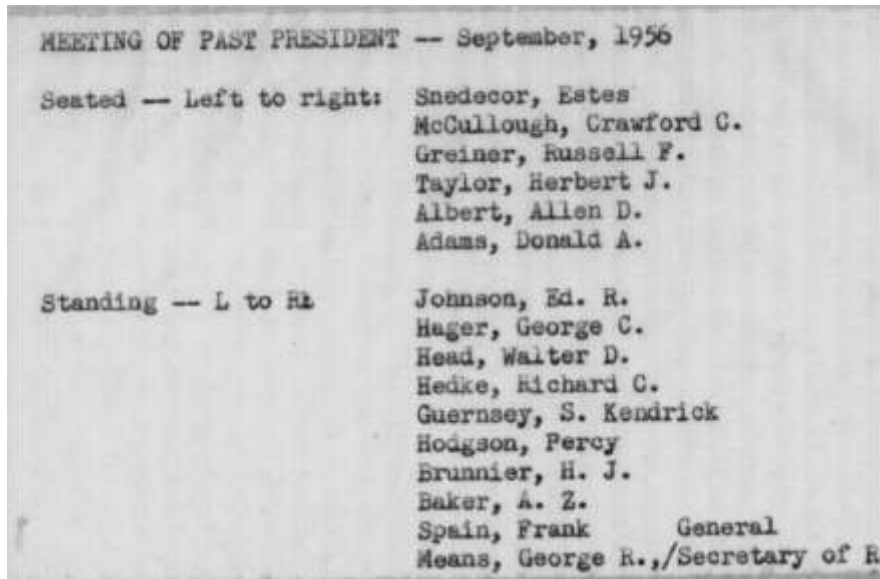 MEETING OF PAST PRESIDENT -- September, 1956
Seated -- Left to right: Snedecor, Estes
McCullough, Crawford C.
Greiner, Russell F.
Taylor, Herbert J.
Albert, Allen D.
Adams, Donald A.
Standing -- L to R: Johnson, Ed. R.
Hager, George C.
Head, Walter D.
Hedke, Richard C.
Guernsey, S. Kendrick
Hodgson, Percy
Brunnier, H. J.
Baker, A. Z.
Spain, Frank General
Means, George R.,/Secretary of R